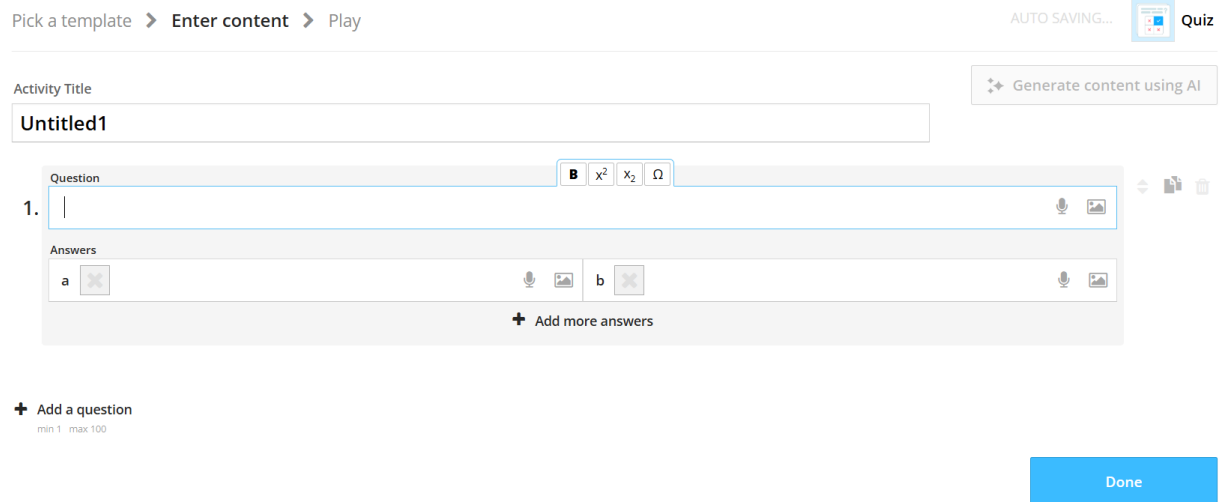 Pick a template > Enter content > Play
AUTO SAVING...
Quiz
Activity Title
Generate content using AI
Untitled1
Question
B x² x₂ Ω
1.
Answers
a
b
+ Add more answers
+ Add a question
min 1 max 100
Done